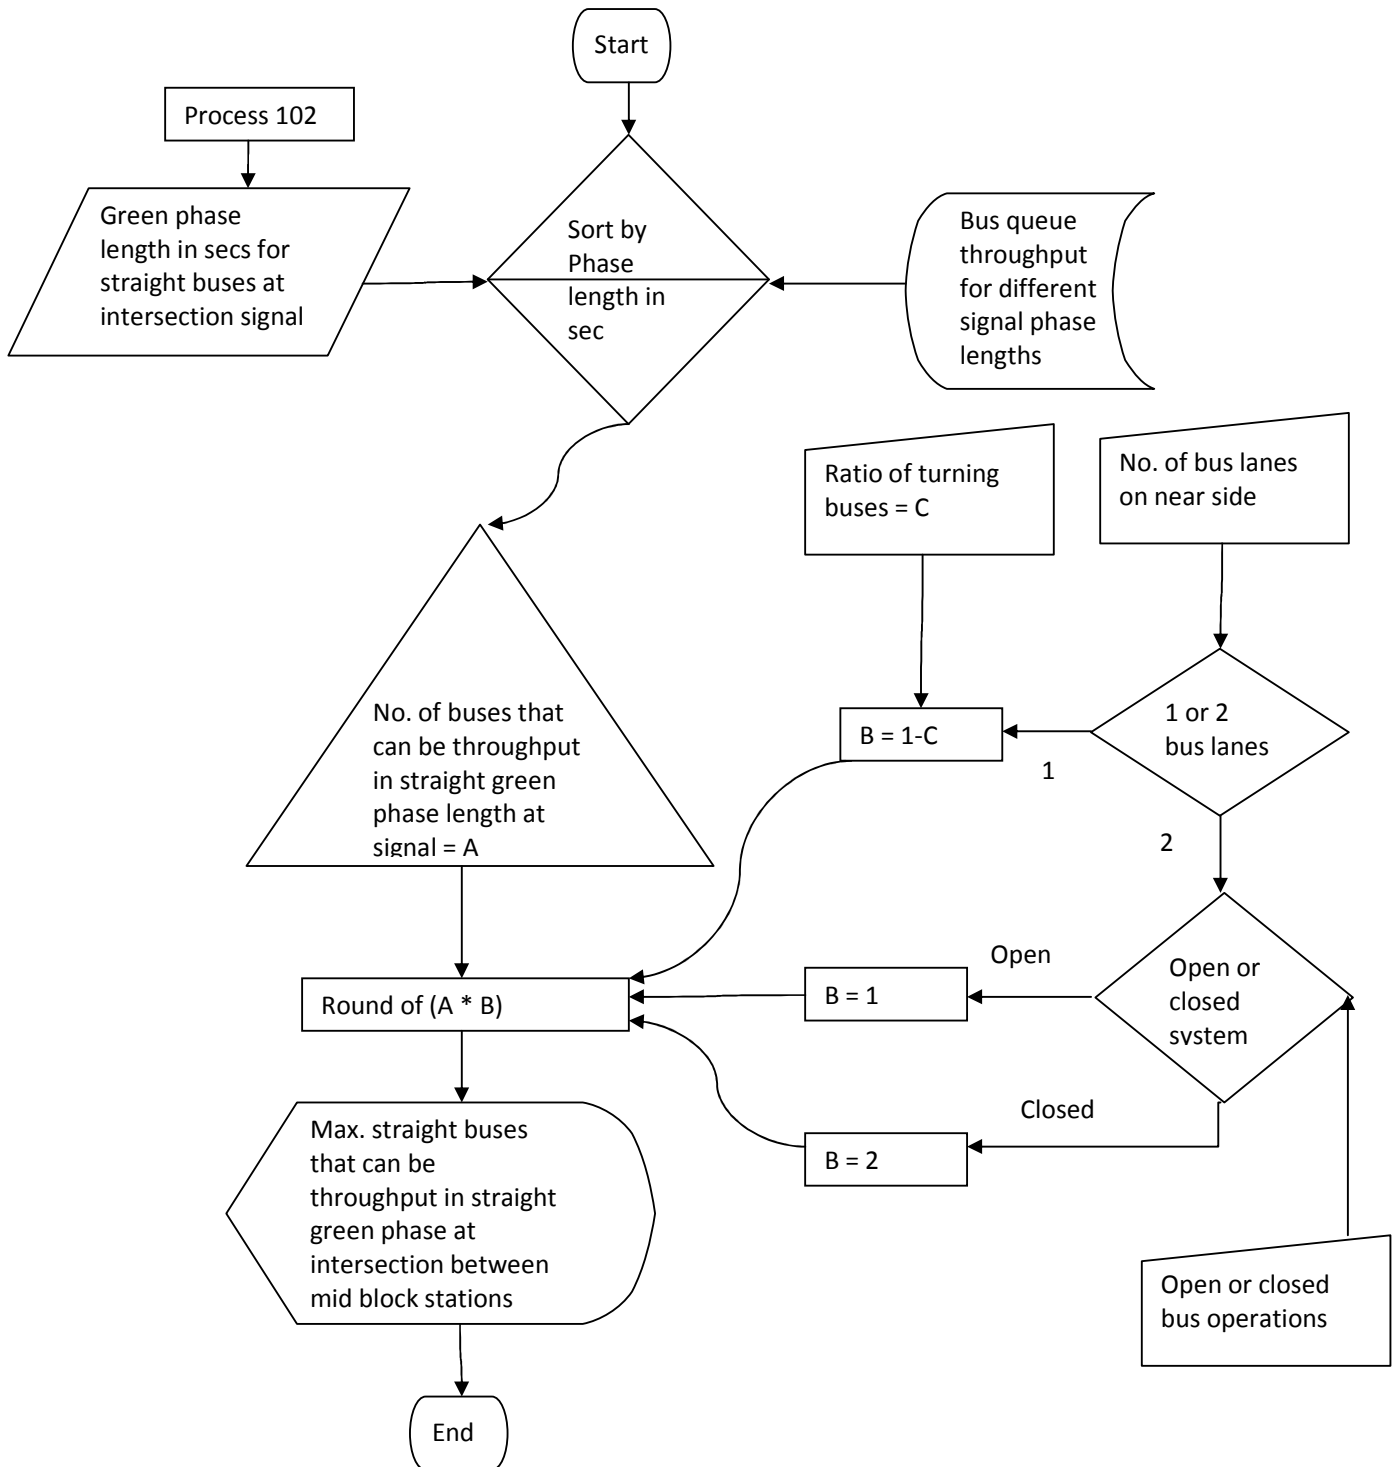 Start
Process 102
Green phase
length in secs for
straight buses at
intersection signal
Sort by
Phase
length in
sec
Bus queue
throughput
for different
signal phase
lengths
Ratio of turning
buses = C
No. of bus lanes
on near side
No. of buses that
can be throughput
in straight green
phase length at
signal = A
B = 1-C
1
1 or 2
bus lanes
2
Open
Open or
closed
system
B = 1
Round of (A * B)
Closed
B = 2
Max. straight buses
that can be
throughput in straight
green phase at
intersection between
mid block stations
Open or closed
bus operations
End